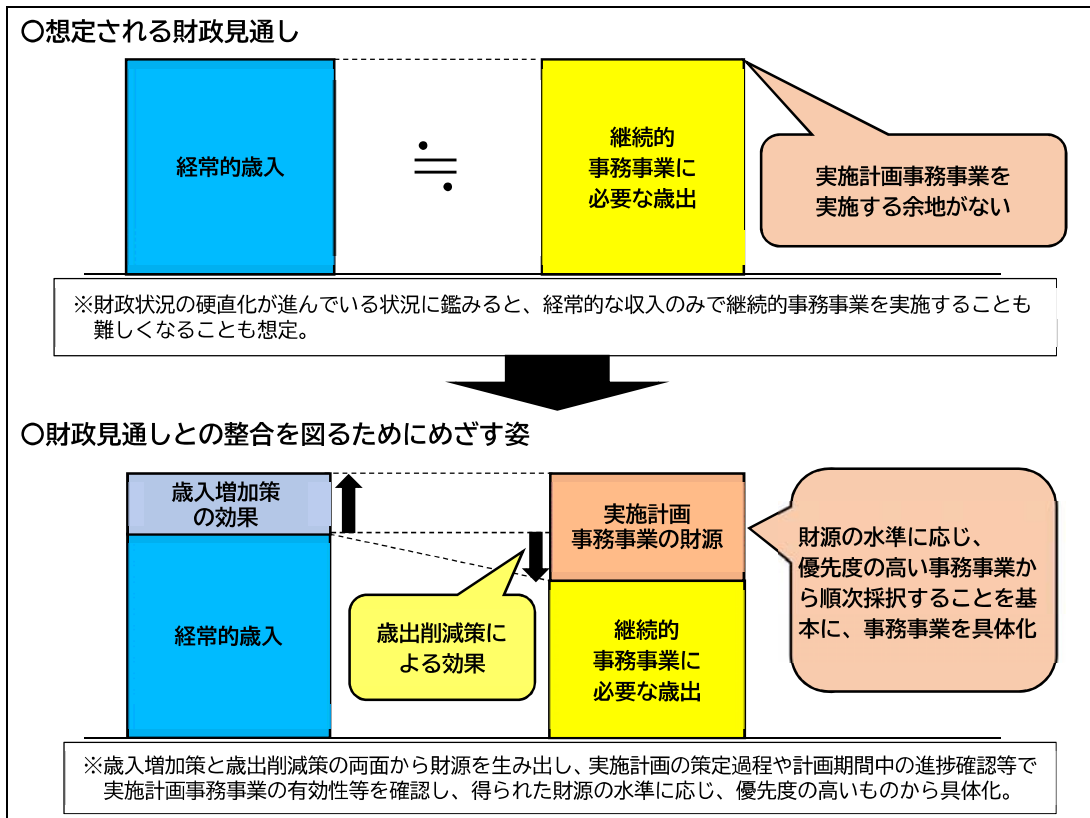 〇想定される財政見通し
経常的歳入
≒
継続的
事務事業に
必要な歳出
実施計画事務事業を
実施する余地がない
※財政状況の硬直化が進んでいる状況に鑑みると、経常的な収入のみで継続的事務事業を実施することも
難しくなることも想定。
〇財政見通しとの整合を図るためにめざす姿
歳入増加策
の効果
経常的歳入
歳出削減策に
よる効果
実施計画
事務事業の財源
継続的
事務事業に
必要な歳出
財源の水準に応じ、
優先度の高い事務事業か
ら順次採択することを基
本に、事務事業を具体化
※歳入増加策と歳出削減策の両面から財源を生み出し、実施計画の策定過程や計画期間中の進捗確認等で
実施計画事務事業の有効性等を確認し、得られた財源の水準に応じ、優先度の高いものから具体化。